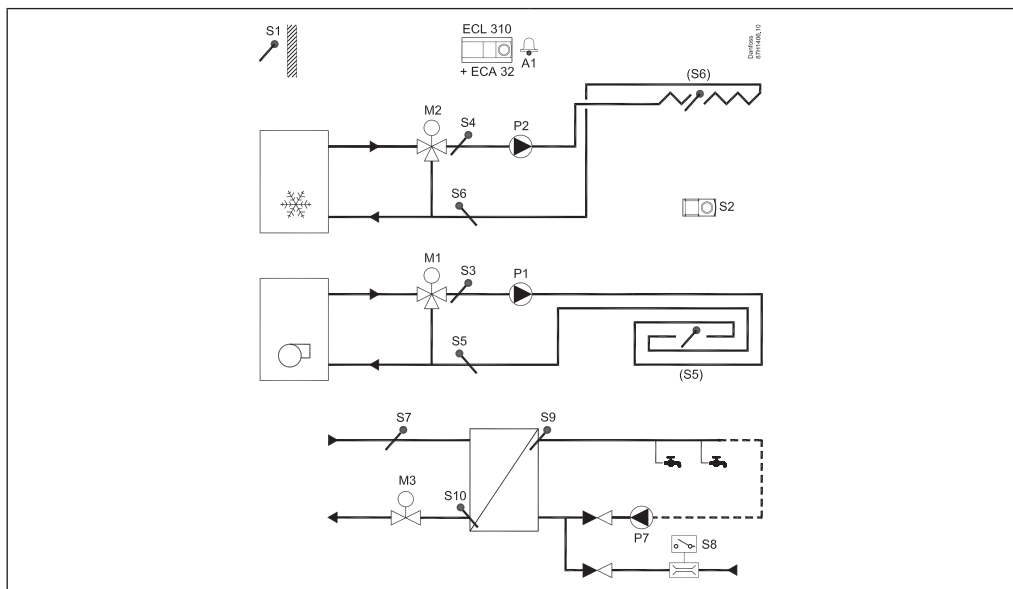 S1
ECL 310
A1
+ ECA 32
Danfoss
87H1406.10
(S6)
M2
S4
P2
S6
S2
M1
S3
P1
S5
(S5)
S7
S9
M3
S10
P7
S8